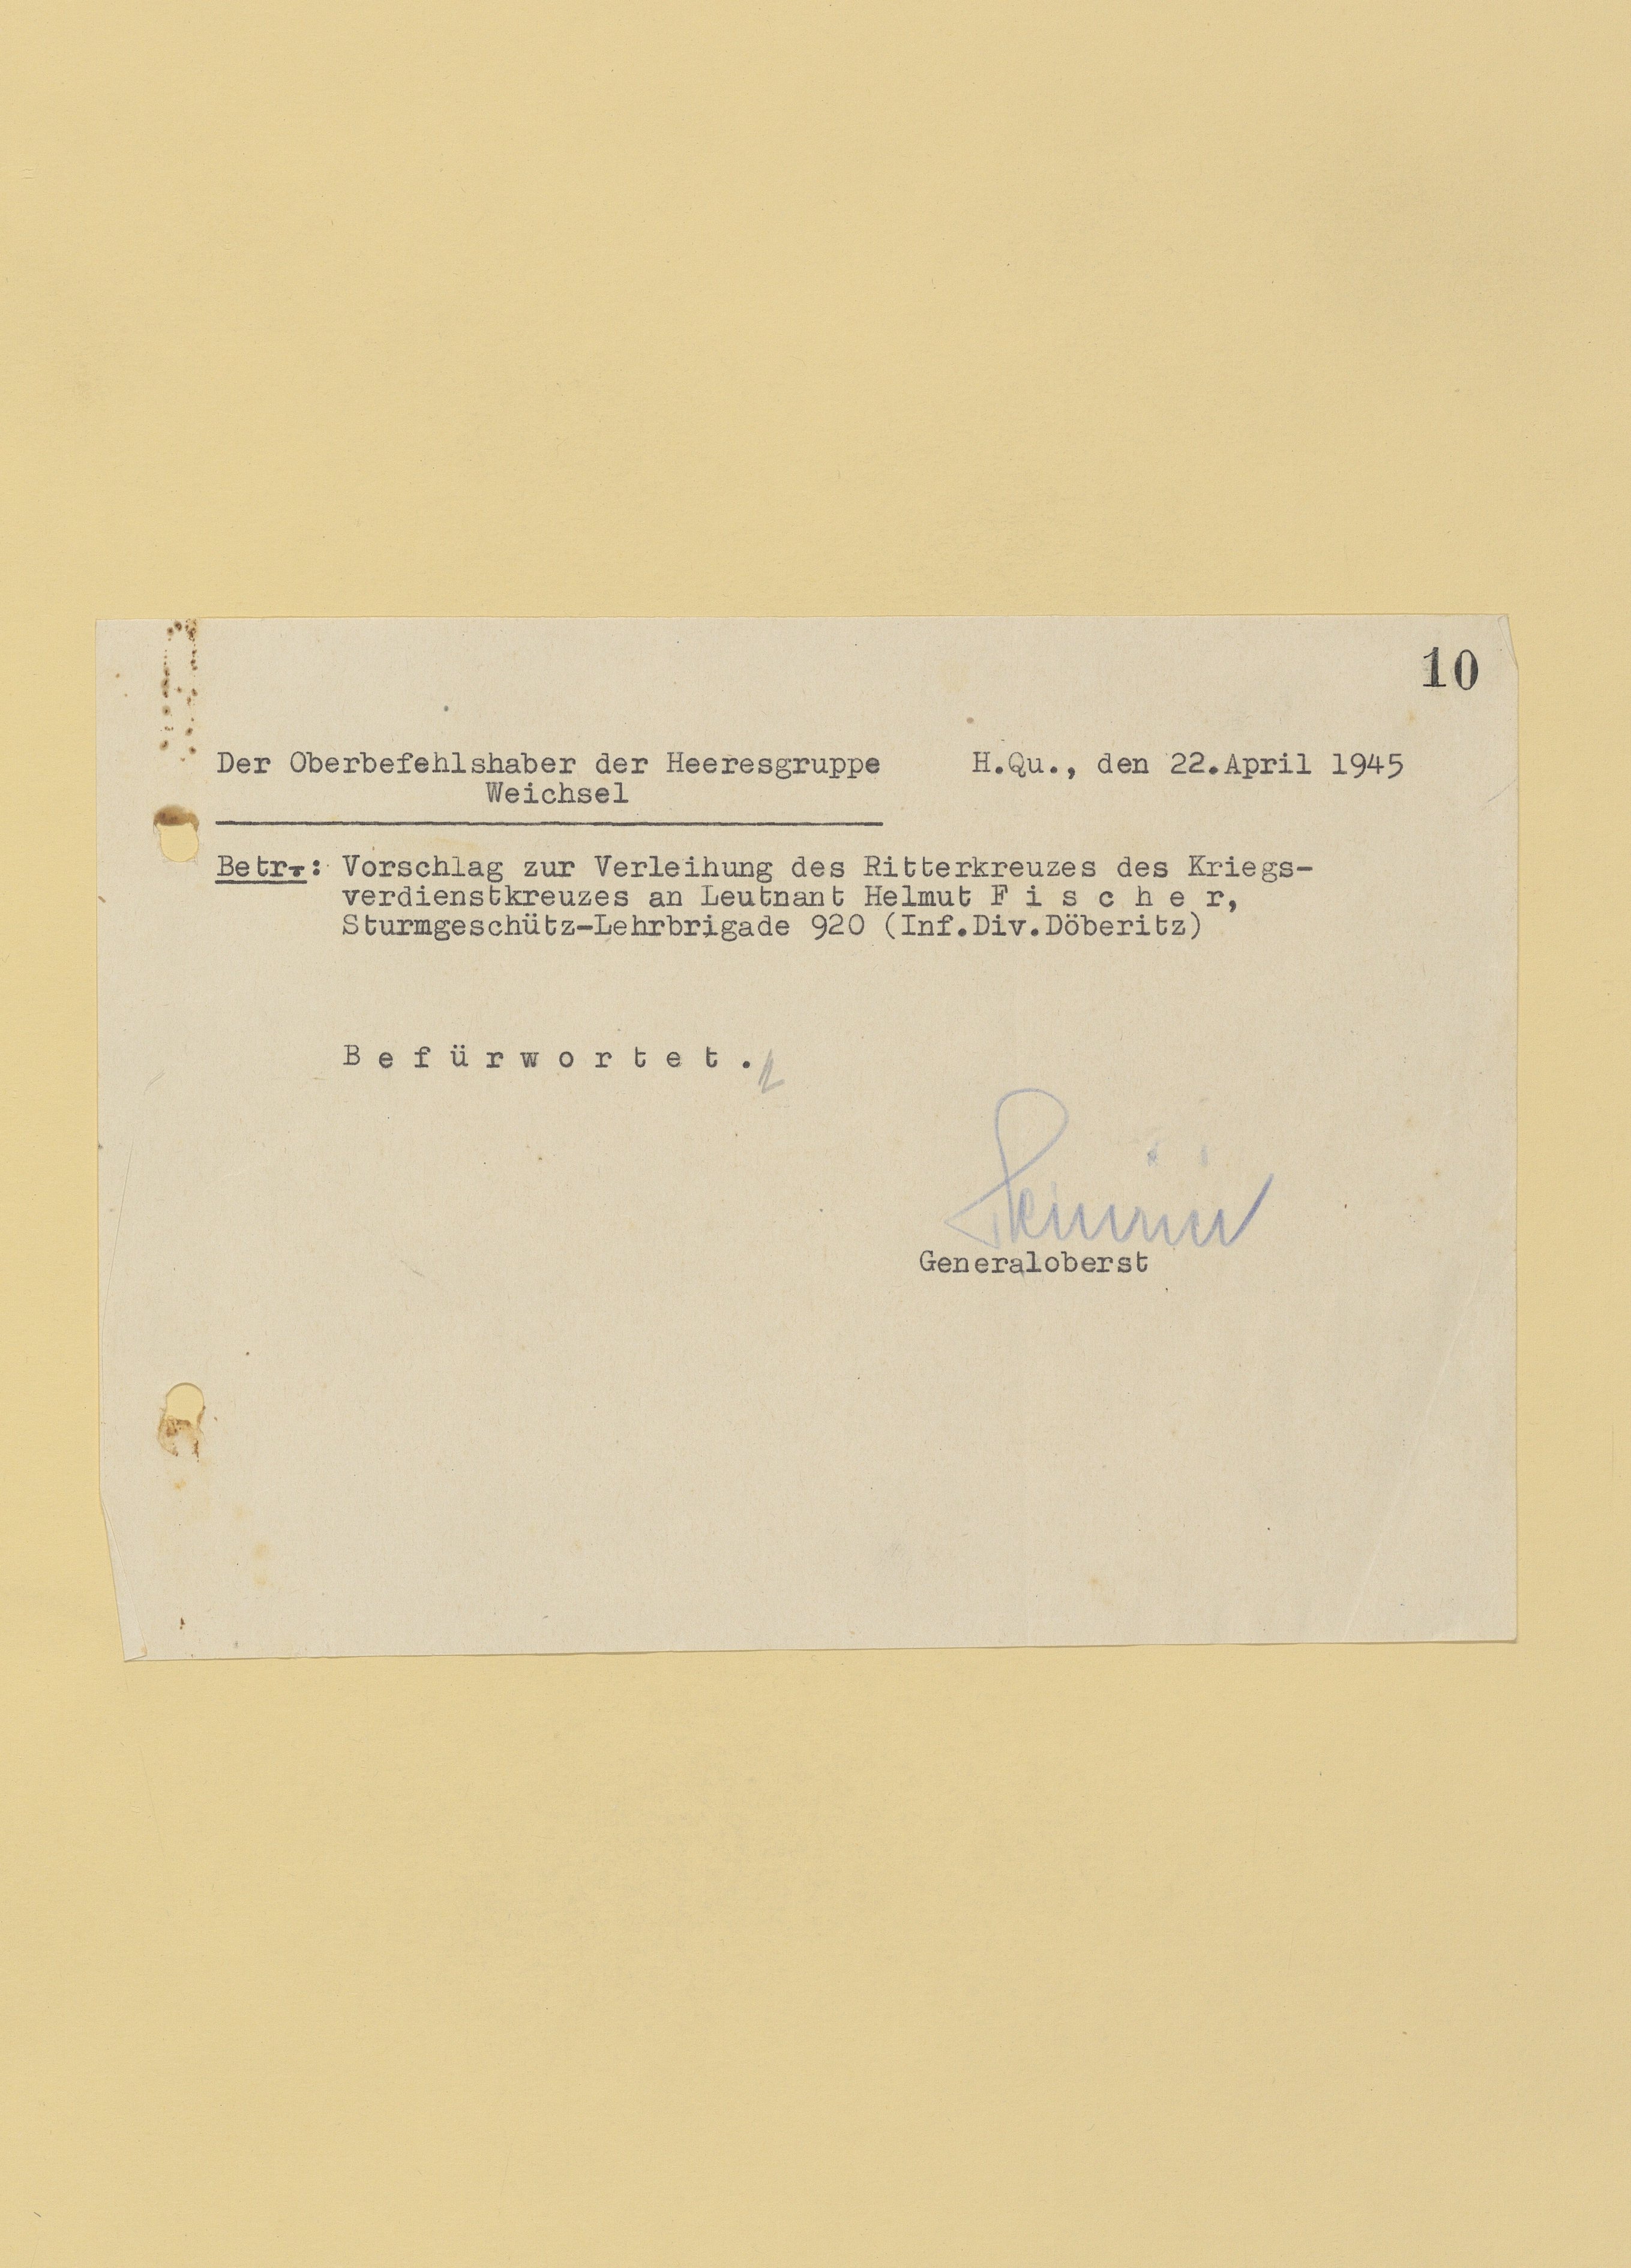 10
Der Oberbefehlshaber der Heeresgruppe H.Qu., den 22.April 1945
Weichsel
Betr.: Vorschlag zur Verleihung des Ritterkreuzes des Kriegs-
verdienstkreuzes an Leutnant Helmut F i s c h e r,
Sturmgeschütz-Lehrbrigade 920 (Inf.Div.Döberitz)
B e f ü r w o r t e t .
Heinrici
Generaloberst